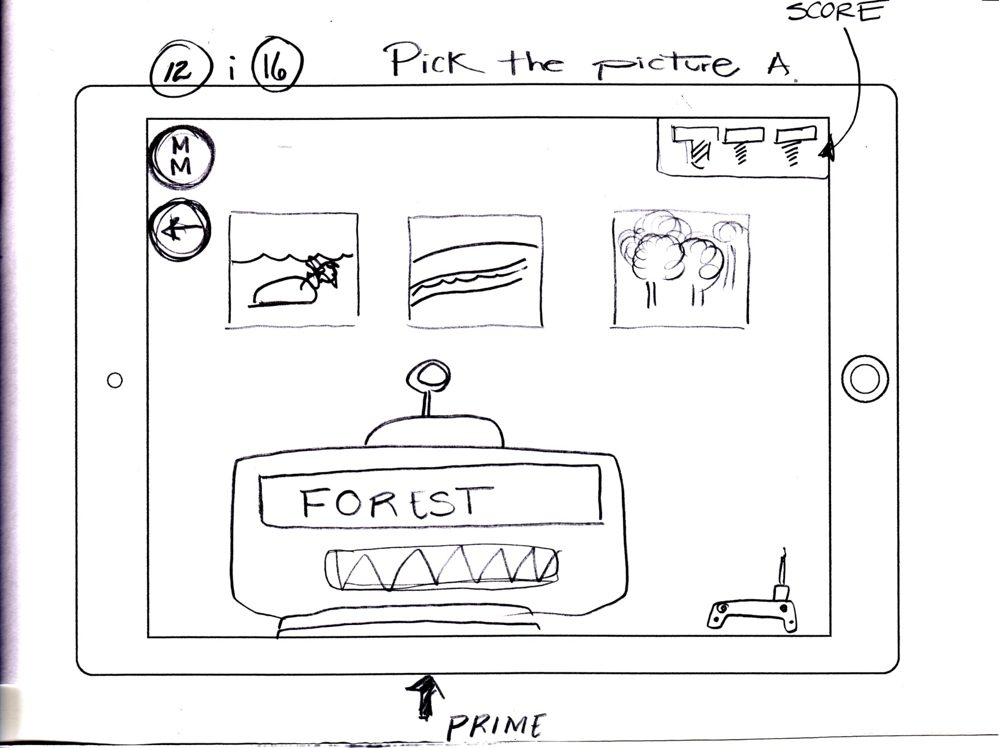 SCORE
12 i 16 Pick the picture A
M
M
FOREST
PRIME